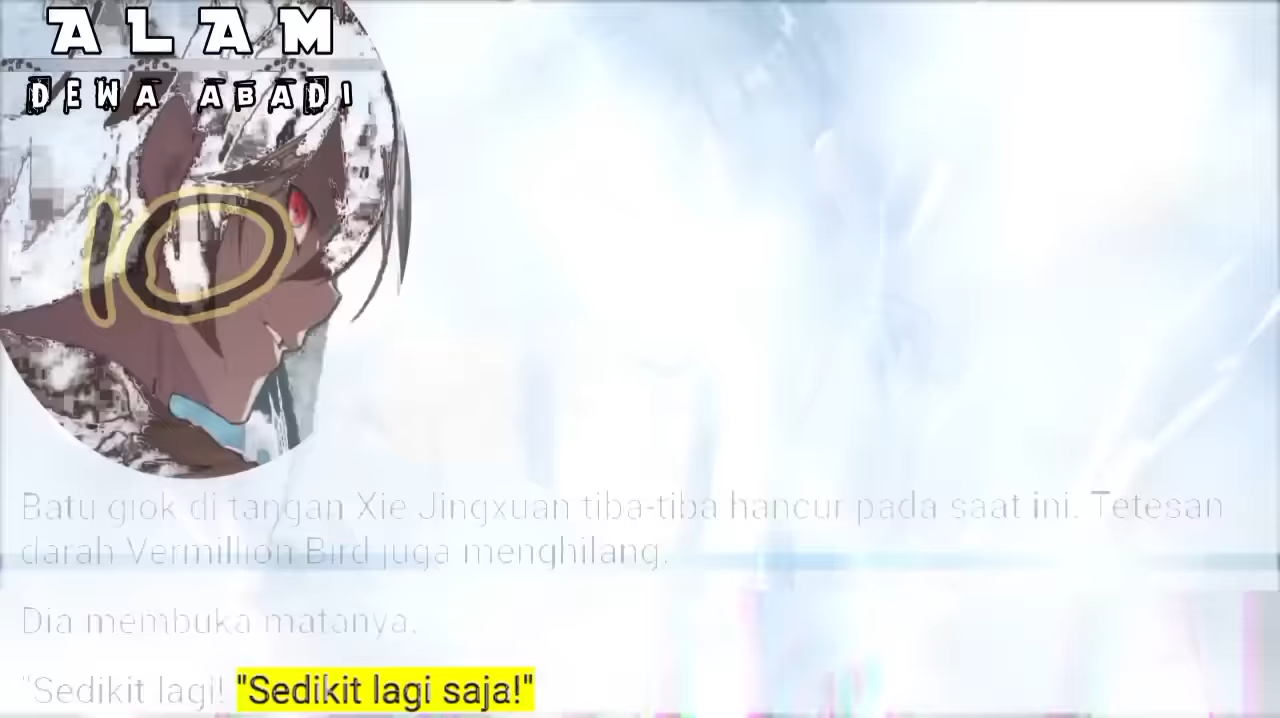 ALAM
DEWA ABADI
10
Batu giok di tangan Xie Jingxuan tiba-tiba hancur pada saat ini. Tetesan
darah Vermillion Bird juga menghilang.
Dia membuka matanya.
"Sedikit lagi! "Sedikit lagi saja!"